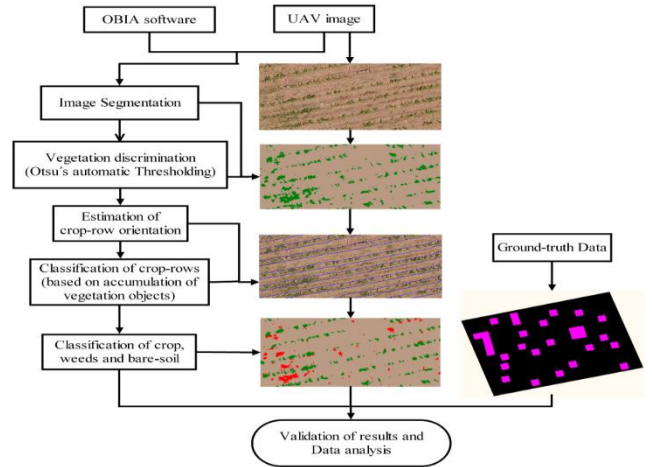 OBIA software
UAV image
Image Segmentation
Vegetation discrimination
(Otsu´s automatic Thresholding)
Estimation of
crop-row orientation
Classification of crop-rows
(based on accumulation of
vegetation objects)
Classification of crop,
weeds and bare-soil
Ground-truth Data
Validation of results and
Data analysis